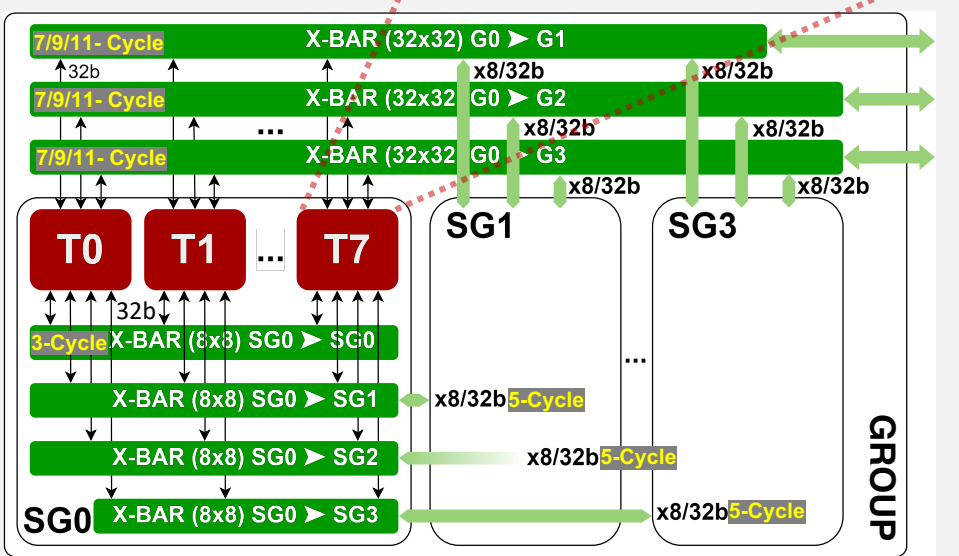 7/9/11- Cycle X-BAR (32x32) G0 ➤ G1
32b x8/32b x8/32b
7/9/11- Cycle X-BAR (32x32 G0 ➤ G2
... x8/32b x8/32b
7/9/11- Cycle X-BAR (32x32 G0 G3
x8/32b x8/32b
SG1 SG3
T0 T1 ... T7
32b
3-Cycle X-BAR (8x8) SG0 ➤ SG0
...
X-BAR (8x8) SG0 ➤ SG1 x8/32b 5-Cycle
X-BAR (8x8) SG0 ➤ SG2 x8/32b 5-Cycle
SG0 X-BAR (8x8) SG0 ➤ SG3 x8/32b 5-Cycle
GROUP